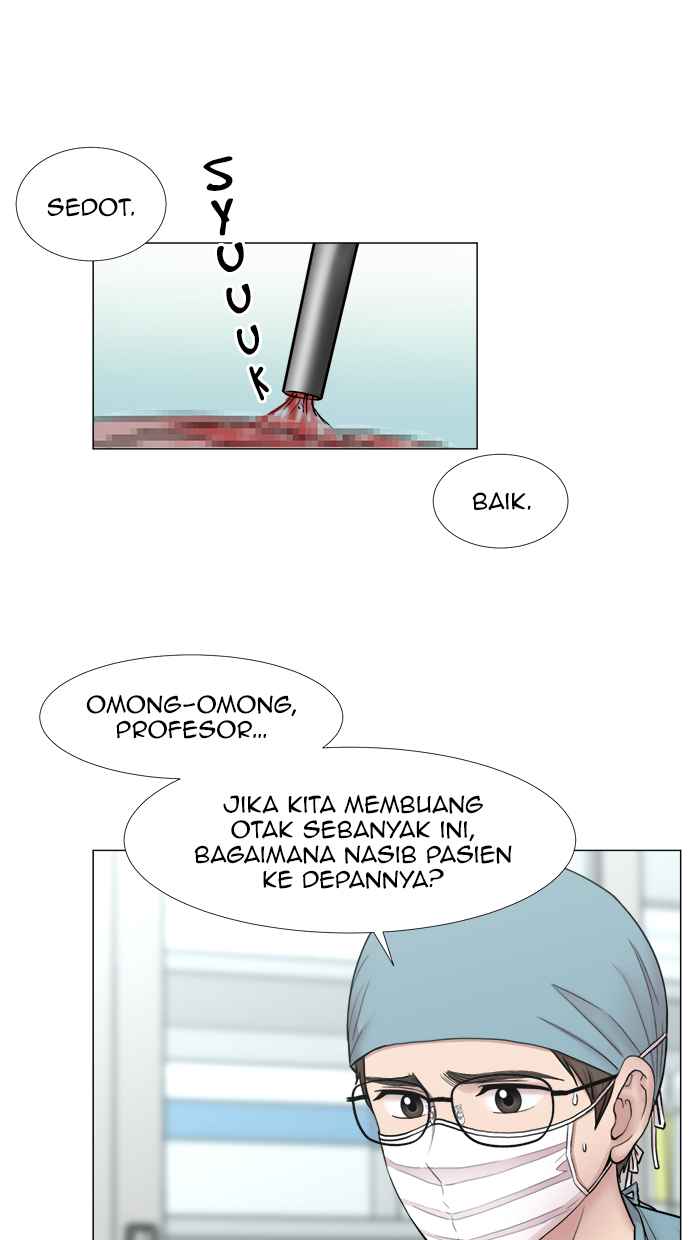 SEDOT.
SYUUUK
BAIK.
OMONG-OMONG,
PROFESOR...
JIKA KITA MEMBUANG
OTAK SEBANYAK INI,
BAGAIMANA NASIB PASIEN
KE DEPANNYA?